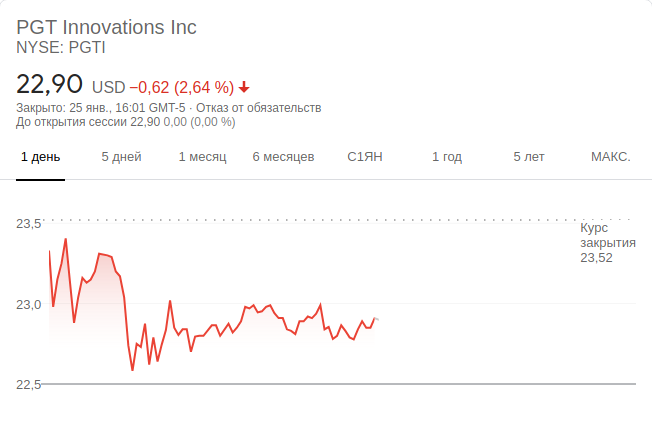 PGT Innovations Inc
NYSE: PGTI
22,90 USD −0,62 (2,64 %)
Закрыто: 25 янв., 16:01 GMT-5 · Отказ от обязательств
До открытия сессии 22,90 0,00 (0,00 %)
1 день 5 дней 1 месяц 6 месяцев С1ЯН 1 год 5 лет МАКС.
23,5
Курс
закрытия
23,52
23,0
22,5